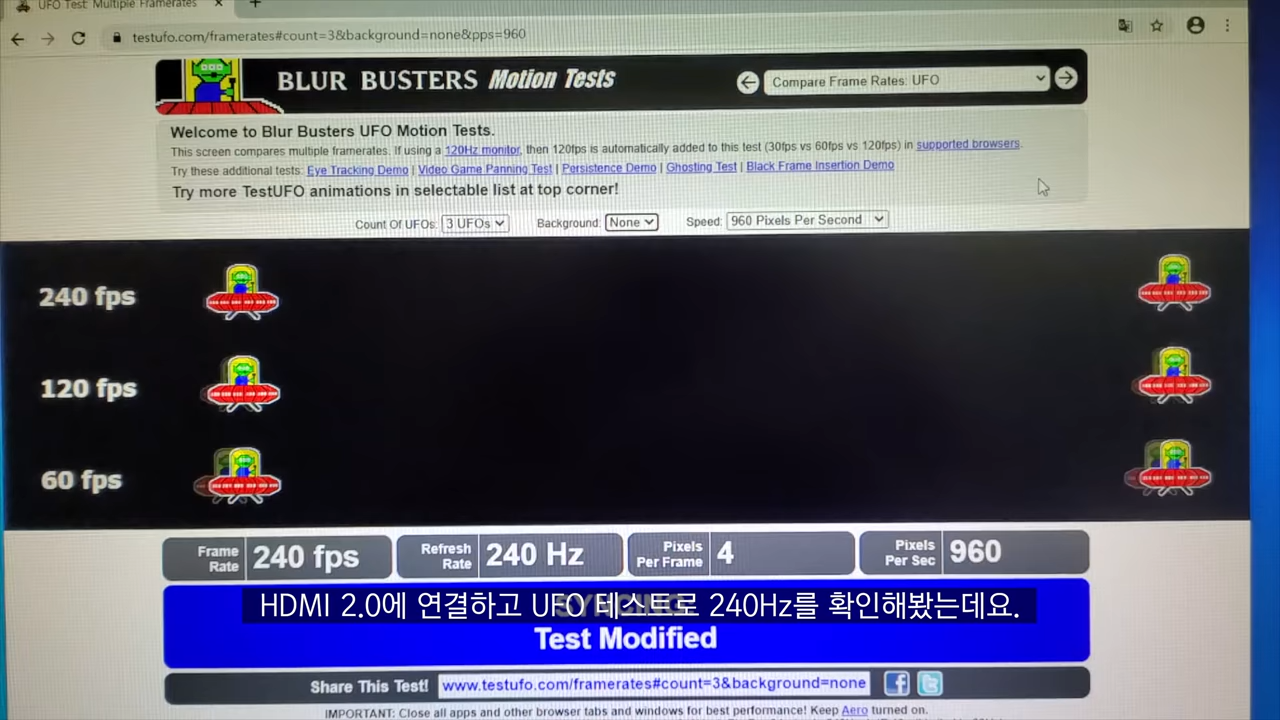 UFO Test: Multiple Framerates
testufo.com/framerates#count=3&background=none&pps=960
BLUR BUSTERS Motion Tests
Compare Frame Rates: UFO
Welcome to Blur Busters UFO Motion Tests.
This screen compares multiple framerates. If using a 120Hz monitor, then 120fps is automatically added to this test (30fps vs 60fps vs 120fps) in supported browsers.
Try these additional tests: Eye Tracking Demo | Video Game Panning Test | Persistence Demo | Ghosting Test | Black Frame Insertion Demo
Try more TestUFO animations in selectable list at top corner!
Count Of UFOs: 3 UFOs Background: None Speed: 960 Pixels Per Second
240 fps
120 fps
60 fps
Frame Rate 240 fps Refresh Rate 240 Hz Pixels Per Frame 4 Pixels Per Sec 960
HDMI 2.0에 연결하고 UFO 테스트로 240Hz를 확인해봤는데요.
Test Modified
Share This Test! www.testufo.com/framerates#count=3&background=none
IMPORTANT: Close all apps and other browser tabs and windows for best performance! Keep Aero turned on.